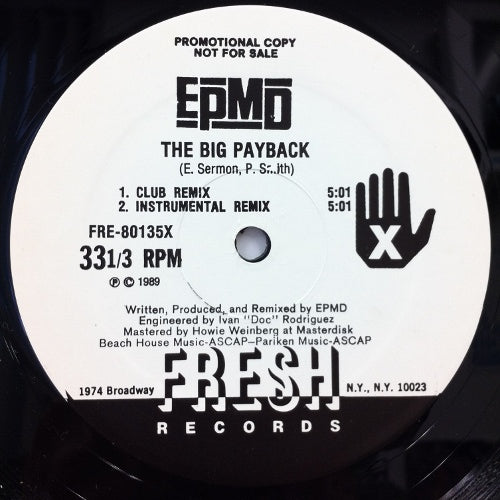 PROMOTIONAL COPY
NOT FOR SALE
EPMD
THE BIG PAYBACK
(E. Sermon, P. Smith)
1. CLUB REMIX 5:01
2. INSTRUMENTAL REMIX 5:01
FRE-80135X
X
33 1/3 RPM
Ⓟ © 1989
Written, Produced, and Remixed by EPMD
Engineered by Ivan "Doc" Rodriguez
Mastered by Howie Weinberg at Masterdisk
Beach House Music-ASCAP—Pariken Music-ASCAP
1974 Broadway FRESH N.Y., N.Y. 10023
RECORDS